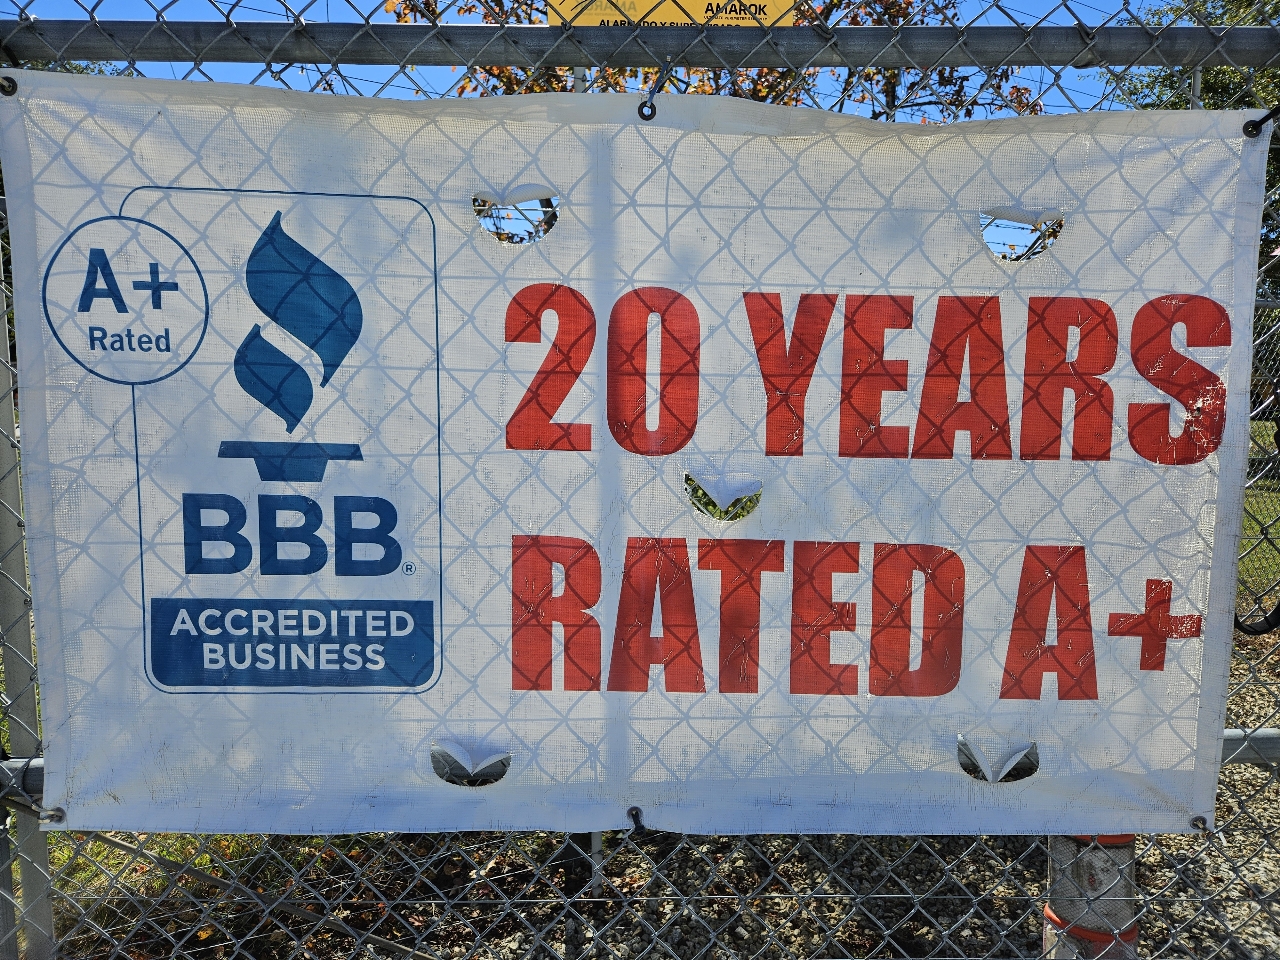 AMAROK
A+
Rated
BBB®
ACCREDITED
BUSINESS
20 YEARS
RATED A+